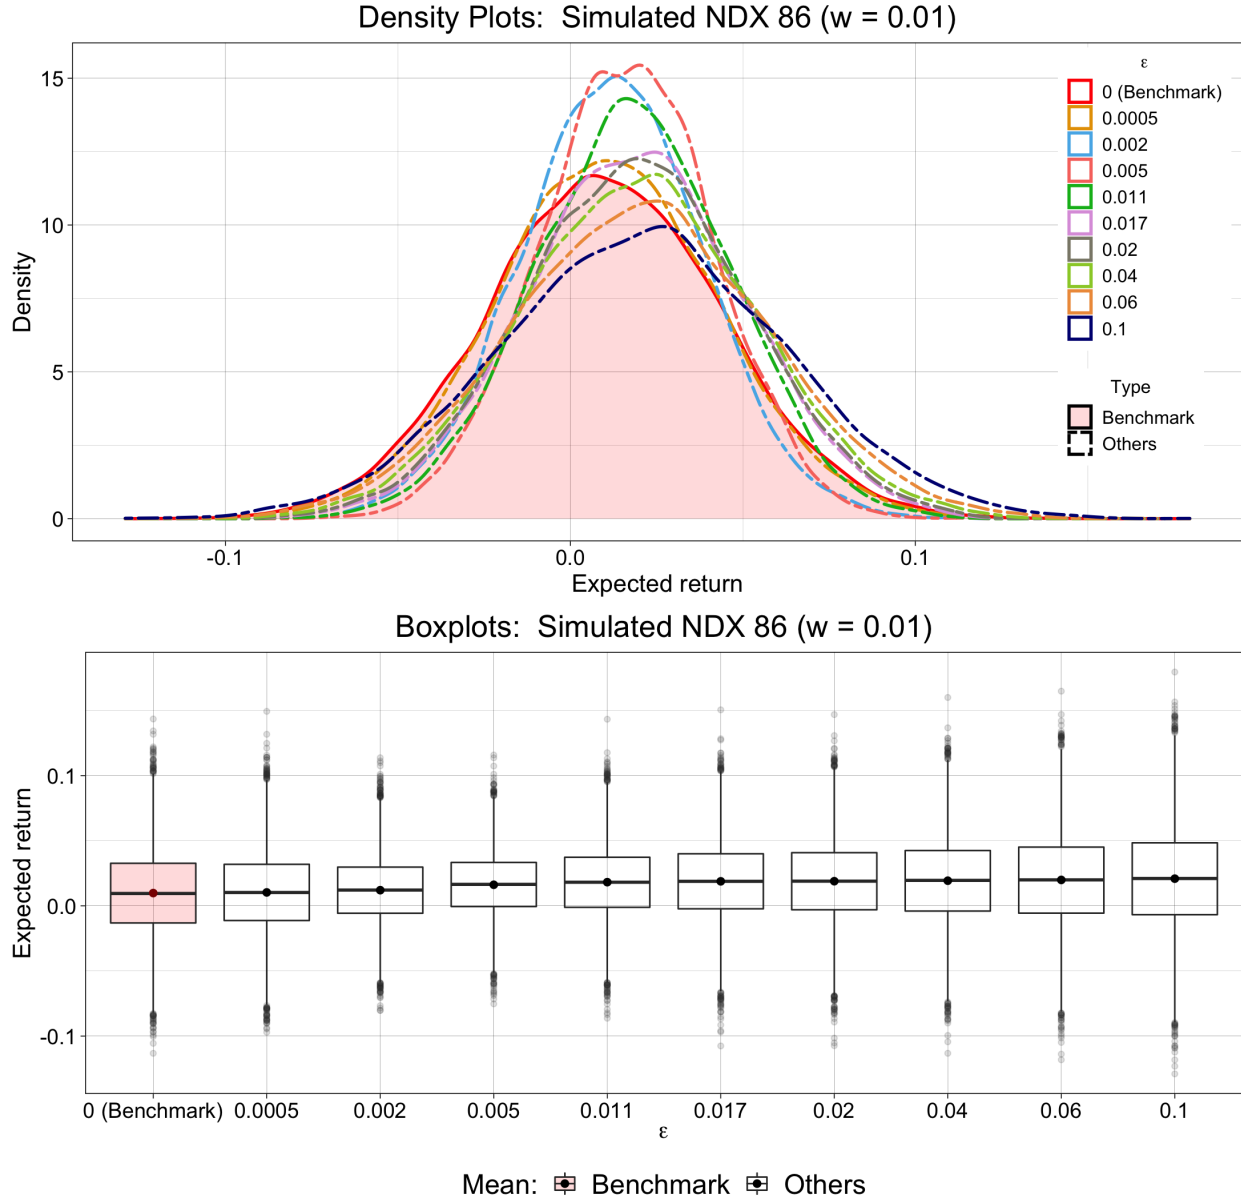 Density Plots:  Simulated NDX 86 (w = 0.01)
15
10
5
0
Density
-0.1
0.0
0.1
Expected return
ε
0 (Benchmark)
0.0005
0.002
0.005
0.011
0.017
0.02
0.04
0.06
0.1
Type
Benchmark
Others
Boxplots:  Simulated NDX 86 (w = 0.01)
0.1
0.0
-0.1
Expected return
0 (Benchmark) 0.0005 0.002 0.005 0.011 0.017 0.02 0.04 0.06 0.1
ε
Mean: Benchmark Others